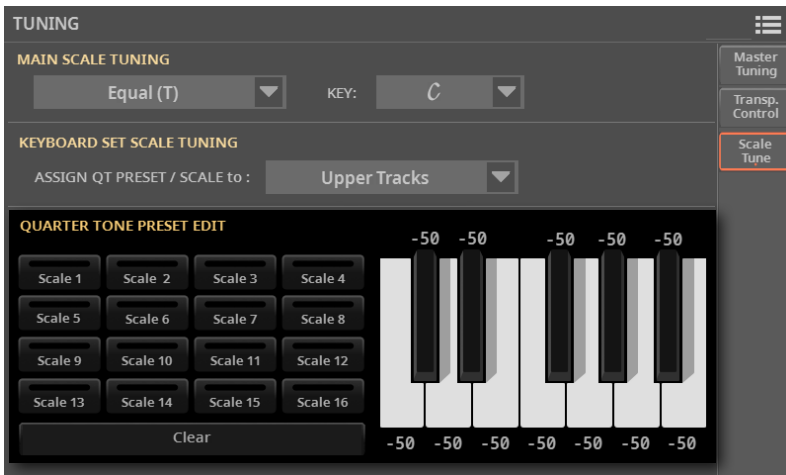 TUNING
MAIN SCALE TUNING
Equal (T)
KEY:
C
KEYBOARD SET SCALE TUNING
ASSIGN QT PRESET / SCALE to :
Upper Tracks
Master
Tuning
Transp.
Control
Scale
Tune
QUARTER TONE PRESET EDIT
Scale 1 Scale 2 Scale 3 Scale 4
Scale 5 Scale 6 Scale 7 Scale 8
Scale 9 Scale 10 Scale 11 Scale 12
Scale 13 Scale 14 Scale 15 Scale 16
Clear
-50 -50 -50 -50 -50
-50 -50 -50 -50 -50 -50 -50